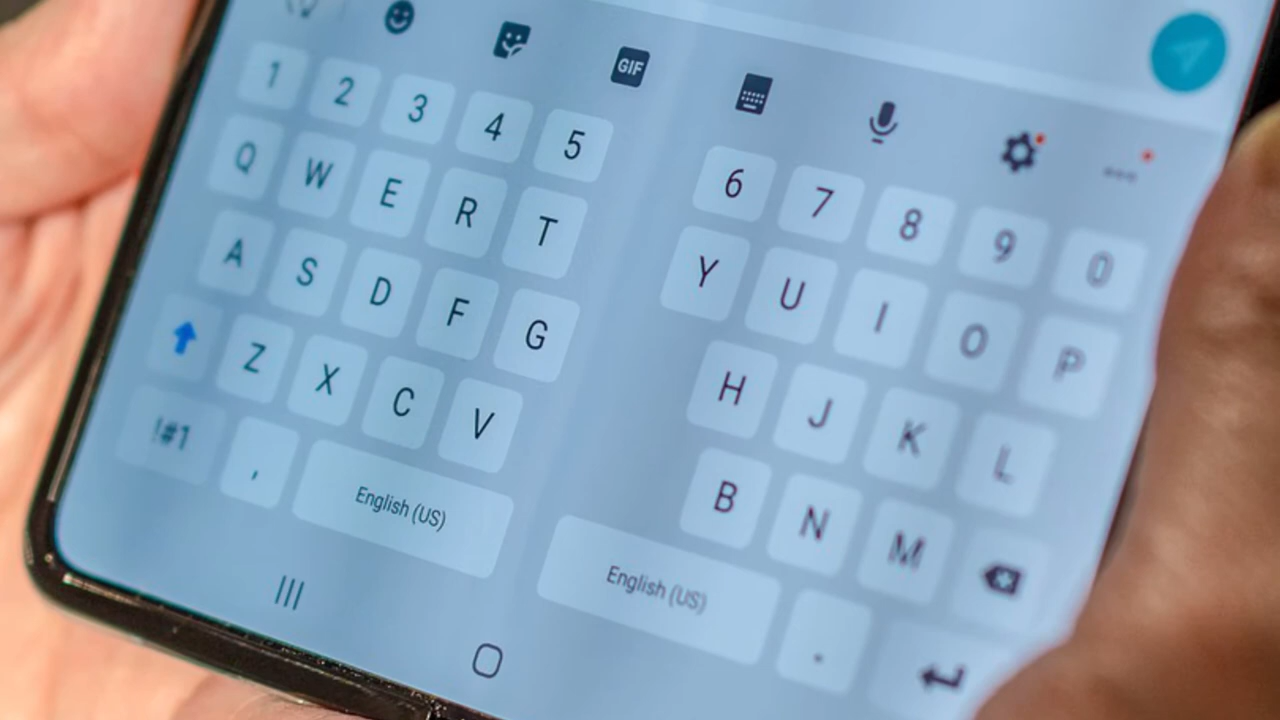 GIF
1 2 3 4 5 6 7 8 9 0
Q W E R T Y U I O P
A S D F G H J K L
Z X C V B N M
!#1 , English (US) English (US) .